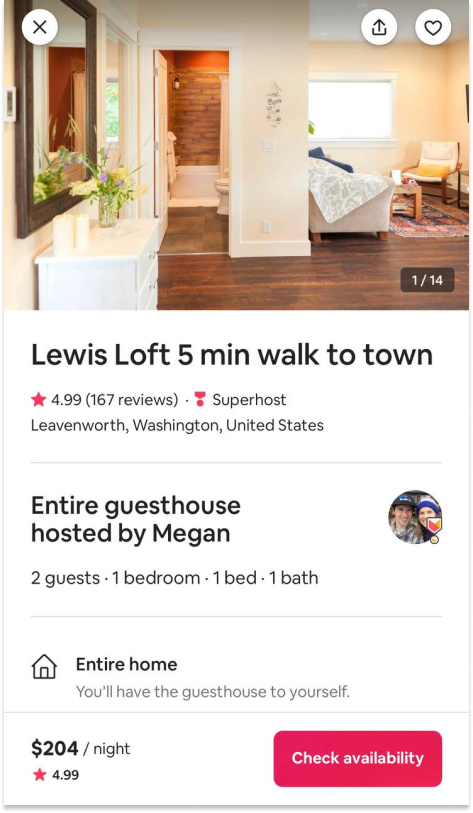 1 / 14
Lewis Loft 5 min walk to town
4.99 (167 reviews) · Superhost
Leavenworth, Washington, United States
Entire guesthouse
hosted by Megan
2 guests · 1 bedroom · 1 bed · 1 bath
Entire home
You’ll have the guesthouse to yourself.
$204 / night
4.99
Check availability